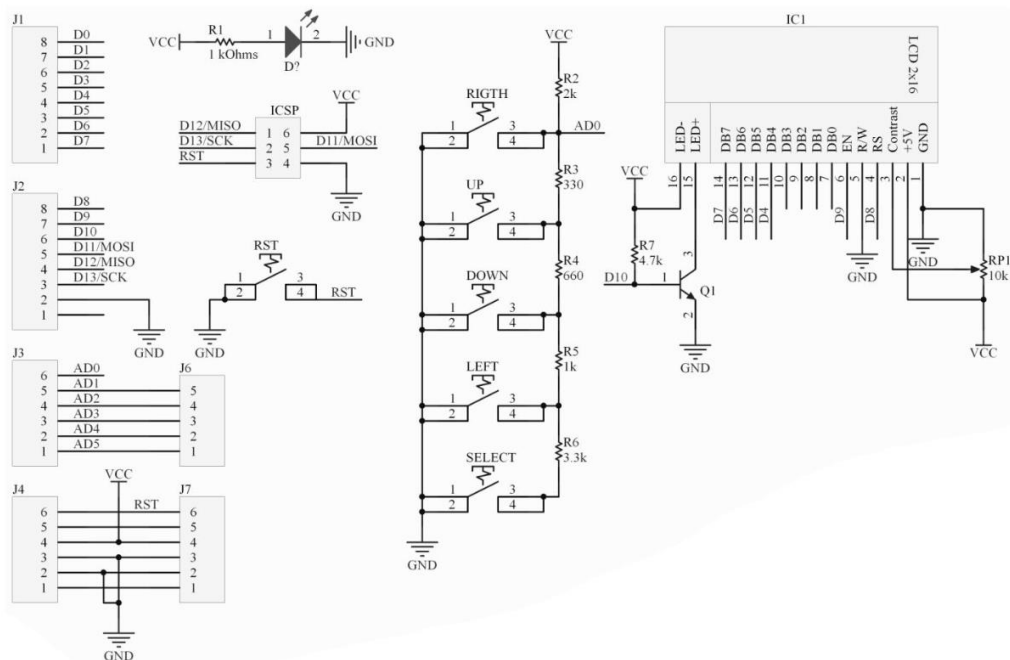 J1
8 D0
7 D1
6 D2
5 D3
4 D4
3 D5
2 D6
1 D7
VCC
R1
1 kOhms
1
2
D?
GND
ICSP
VCC
D12/MISO 1 6
D13/SCK 2 5 D11/MOSI
RST 3 4
GND
J2
8 D8
7 D9
6 D10
5 D11/MOSI
4 D12/MISO
3 D13/SCK
2
1
GND
RST
1 3
2 4 RST
GND
J3
6 AD0
5 AD1
4 AD2
3 AD3
2 AD4
1 AD5
J6
5
4
3
2
1
J4
VCC
J7
6 RST 6
5 5
4 4
3 3
2 2
1 1
GND
VCC
R2
2k
RIGTH
1 3
2 4
AD0
R3
330
UP
1 3
2 4
R4
660
DOWN
1 3
2 4
R5
1k
LEFT
1 3
2 4
R6
3.3k
SELECT
1 3
2 4
GND
IC1
LCD 2x16
LED-
LED+
DB7
DB6
DB5
DB4
DB3
DB2
DB1
DB0
EN
R/W
RS
Contrast
+5V
GND
16
15
14
13
12
11
10
9
8
7
6
5
4
3
2
1
D7
D6
D5
D4
D9
D8
VCC
R7
4.7k
D10
1
3
2
Q1
GND
GND
GND
RP1
10k
VCC